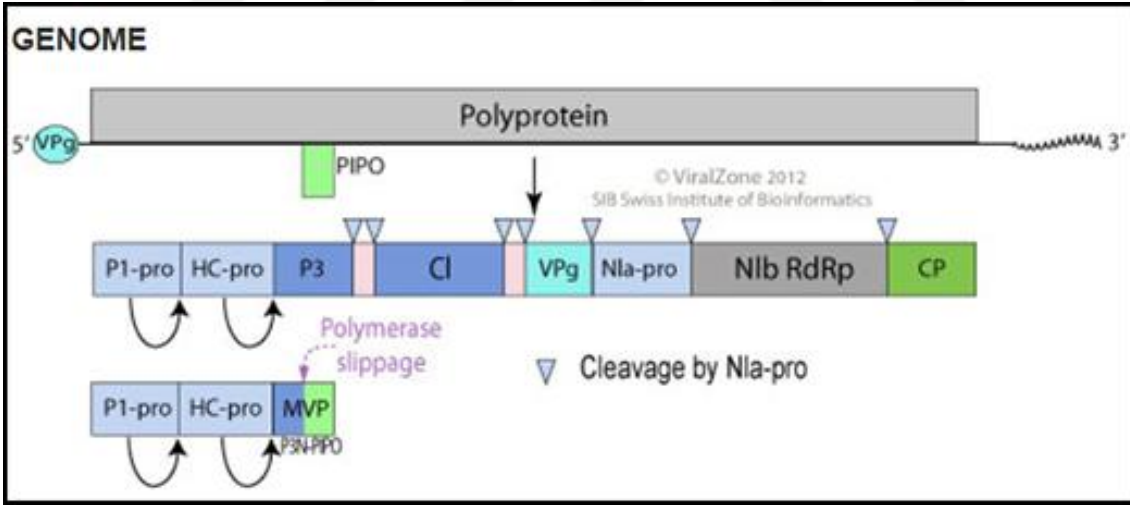 GENOME
Polyprotein
5' VPg 3'
PIPO
© ViralZone 2012
SIB Swiss Institute of Bioinformatics
P1-pro HC-pro P3 CI VPg NIa-pro NIb RdRp CP
Polymerase
slippage
Cleavage by NIa-pro
P1-pro HC-pro MVP
P3N-PIPO